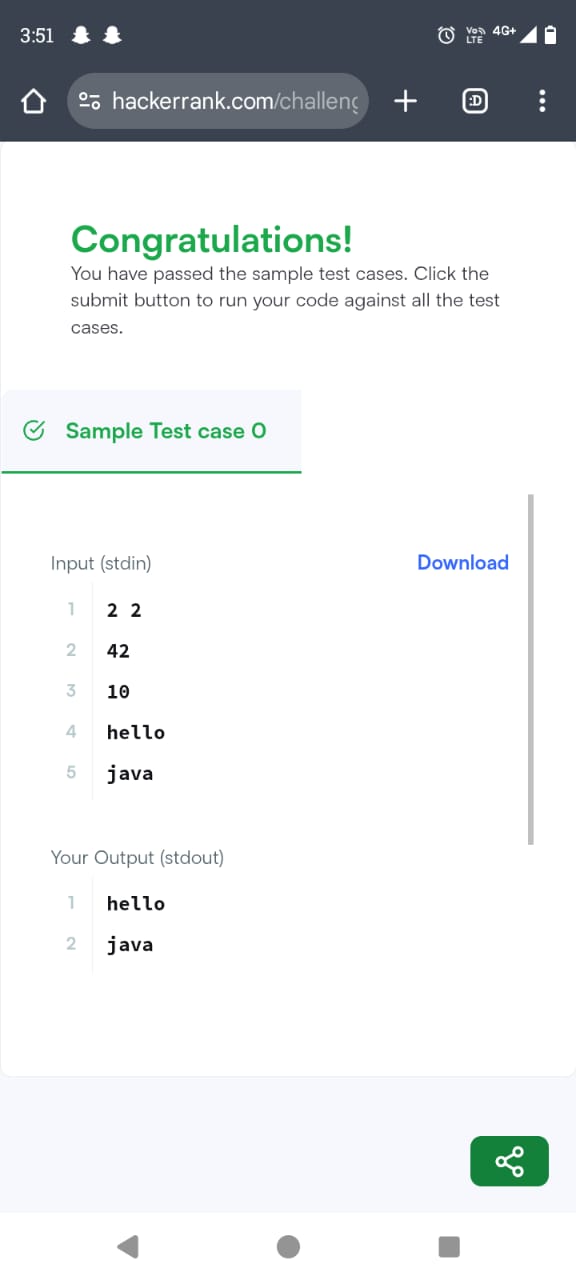 3:51
Vo)) LTE 4G+
hackerrank.com/challeng
:D
Congratulations!
You have passed the sample test cases. Click the
submit button to run your code against all the test
cases.
Sample Test case 0
Input (stdin) Download
1 2 2
2 42
3 10
4 hello
5 java
Your Output (stdout)
1 hello
2 java